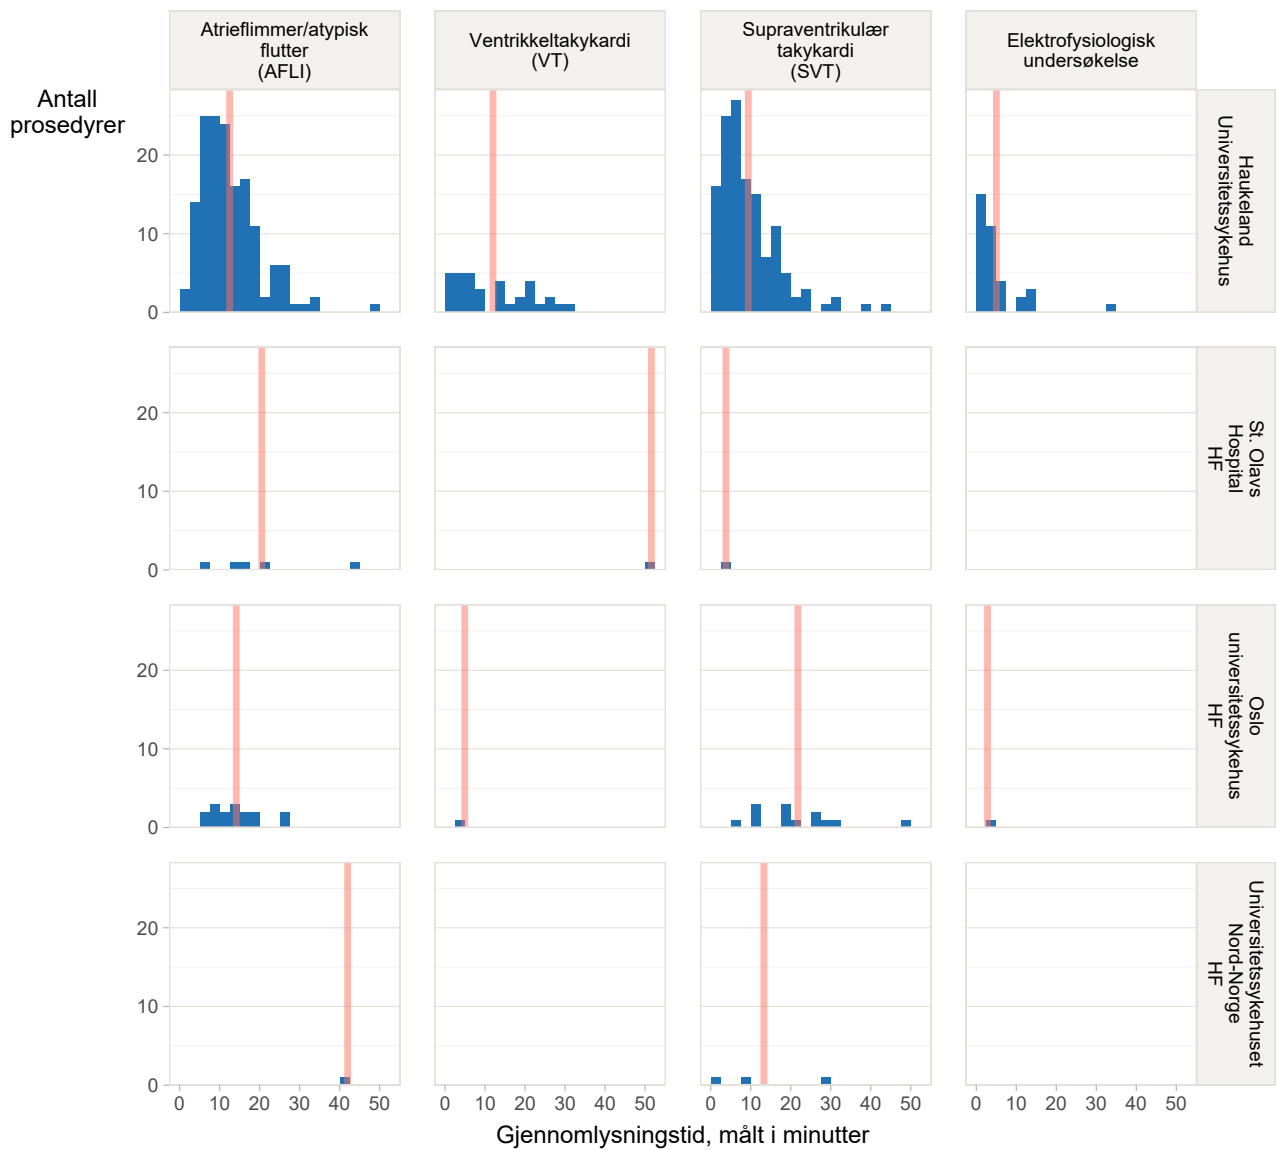 Atrieflimmer/atypisk
flutter
(AFLI)
Ventrikkeltakykardi
(VT)
Supraventrikulær
takykardi
(SVT)
Elektrofysiologisk
undersøkelse
Antall
prosedyrer
20
10
0
Haukeland
Universitetssykehus
20
10
0
St. Olavs
Hospital
HF
20
10
0
Oslo
universitetssykehus
HF
20
10
0
Universitetssykehuset
Nord-Norge
HF
0 10 20 30 40 50
0 10 20 30 40 50
0 10 20 30 40 50
0 10 20 30 40 50
Gjennomlysningstid, målt i minutter